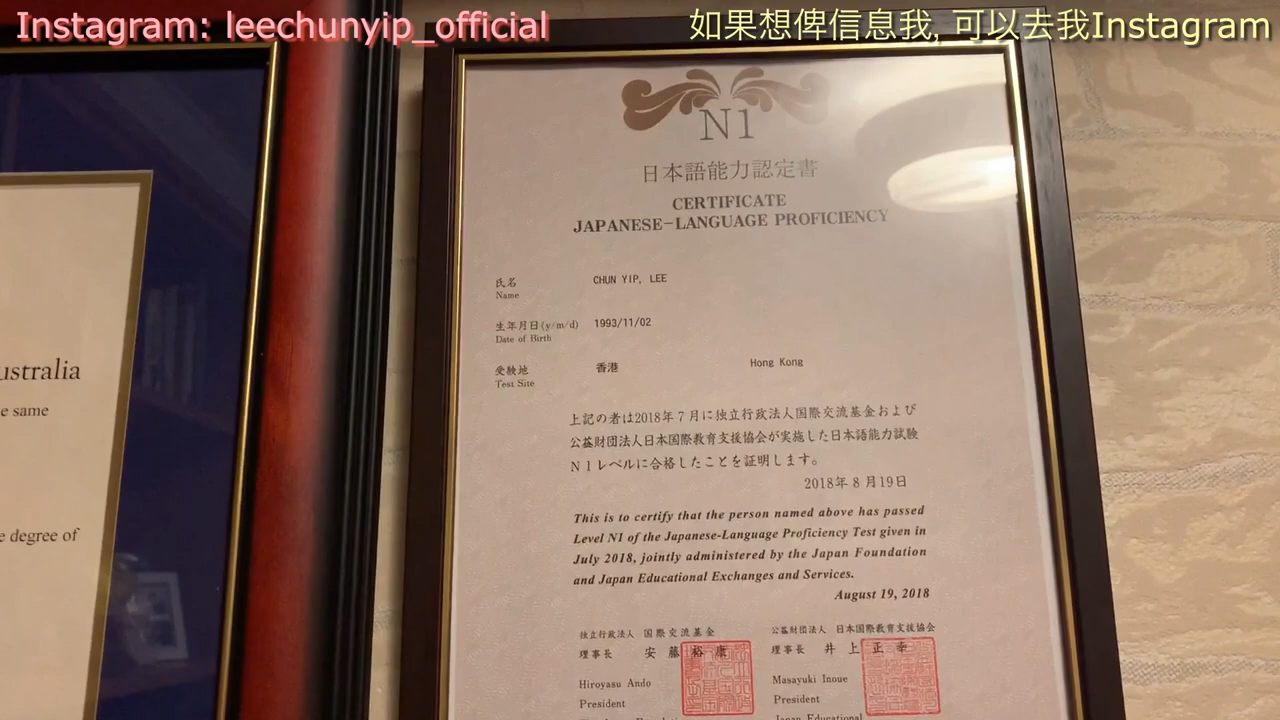 Instagram: leechunyip_official
如果想俾信息我, 可以去我Instagram
ustralia
e same
e degree of
N1
日本語能力認定書
CERTIFICATE
JAPANESE-LANGUAGE PROFICIENCY
氏名 CHUN YIP, LEE
Name
生年月日(y/m/d) 1993/11/02
Date of Birth
受験地 香港 Hong Kong
Test Site
上記の者は2018年7月に独立行政法人国際交流基金および
公益財団法人日本国際教育支援協会が実施した日本語能力試験
N1レベルに合格したことを証明します。
2018年8月19日
This is to certify that the person named above has passed
Level N1 of the Japanese-Language Proficiency Test given in
July 2018, jointly administered by the Japan Foundation
and Japan Educational Exchanges and Services.
August 19, 2018
独立行政法人 国際交流基金
理事長 安藤裕康
Hiroyasu Ando
President
公益財団法人 日本国際教育支援協会
理事長 井上正幸
Masayuki Inoue
President
Japan Educational